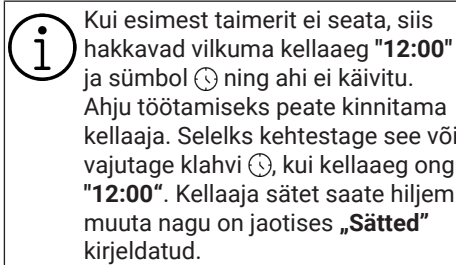 Kui esimest taimerit ei seata, siis
hakkavad vilkuma kellaaeg "12:00"
ja sümbol ning ahi ei käivitu.
Ahju töötamiseks peate kinnitama
kellaaja. Selelks kehtestage see või
vajutage klahvi , kui kellaaeg ong
"12:00“. Kellaaja sätet saate hiljem
muuta nagu on jaotises „Sätted”
kirjeldatud.